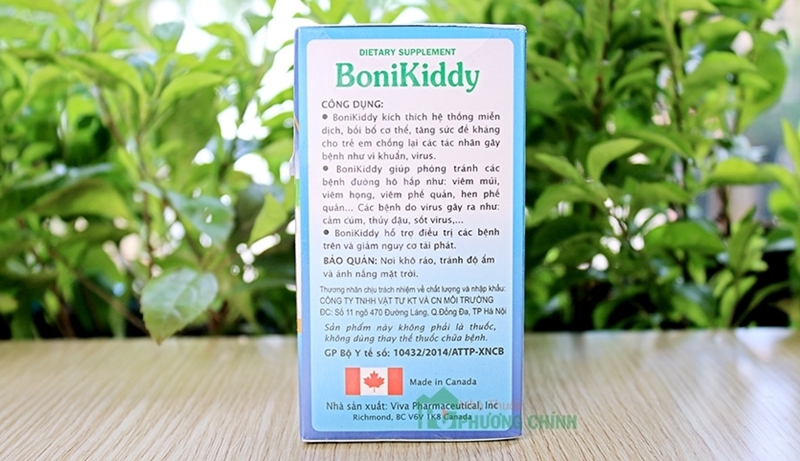 DIETARY SUPPLEMENT
BoniKiddy
CÔNG DỤNG:
● BoniKiddy kích thích hệ thống miễn
dịch, bồi bổ cơ thể, tăng sức đề kháng
cho trẻ em chống lại các tác nhân gây
bệnh như vi khuẩn, virus.
● BoniKiddy giúp phòng tránh các
bệnh đường hô hấp như: viêm mũi,
viêm họng, viêm phế quản, hen phế
quản... Các bệnh do virus gây ra như:
cảm cúm, thủy đậu, sốt virus,...
● BoniKiddy hỗ trợ điều trị các bệnh
trên và giảm nguy cơ tái phát.
BẢO QUẢN: Nơi khô ráo, tránh độ ẩm
và ánh nắng mặt trời.
Thương nhân chịu trách nhiệm về chất lượng và nhập khẩu:
CÔNG TY TNHH VẬT TƯ KT VÀ CN MÔI TRƯỜNG
ĐC: Số 11 ngõ 470 Đường Láng, Q.Đống Đa, TP Hà Nội
Sản phẩm này không phải là thuốc,
không dùng thay thế thuốc chữa bệnh.
GP Bộ Y tế số: 10432/2014/ATTP-XNCB
Made in Canada
Nhà sản xuất: Viva Pharmaceutical, Inc
Richmond, BC V6V 1K8 Canada
Nhà Thuốc
PHƯƠNG CHÍNH